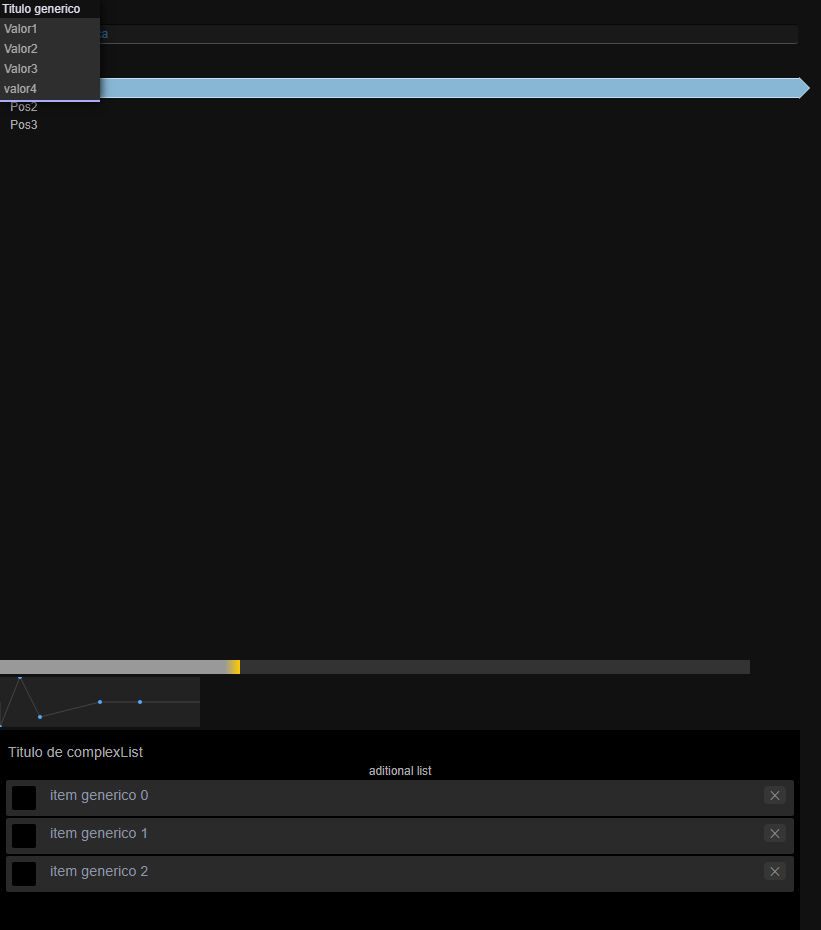 Titulo generico
Valor1
Valor2
Valor3
valor4
Pos2
Pos3
Titulo de complexList
aditional list
item generico 0
item generico 1
item generico 2